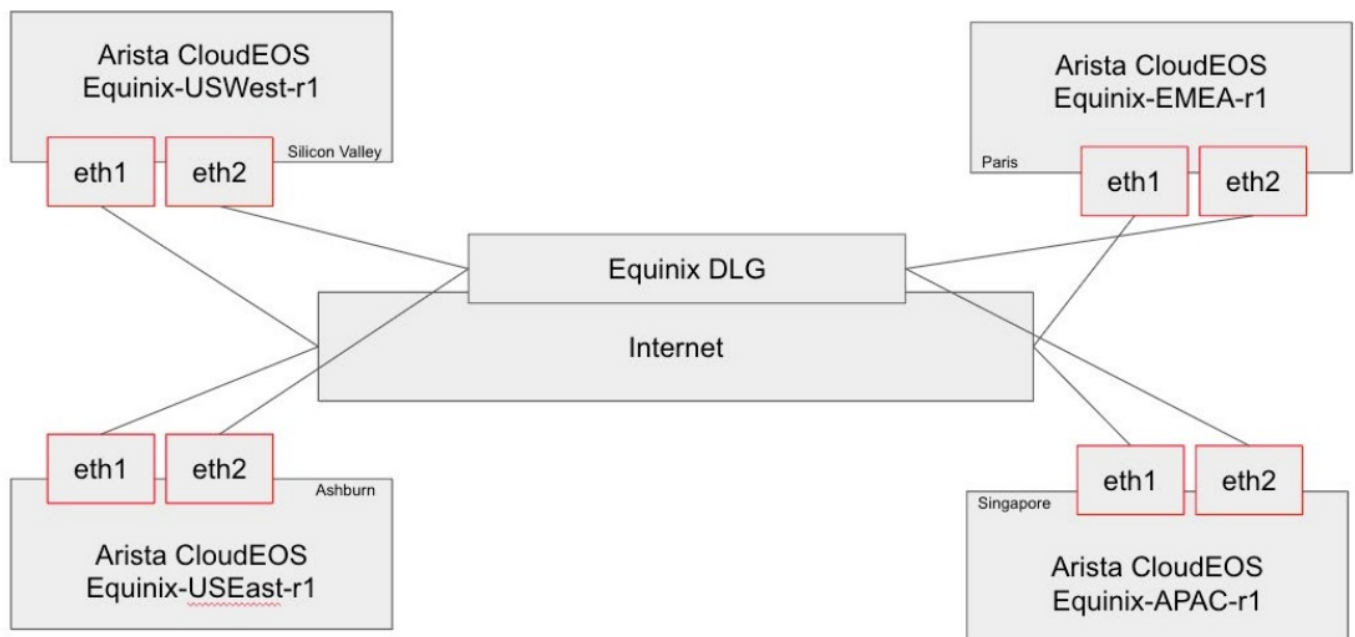 Arista CloudEOS
Equinix-USWest-r1
Silicon Valley
eth1
eth2
Arista CloudEOS
Equinix-EMEA-r1
Paris
eth1
eth2
Equinix DLG
Internet
eth1
eth2
Ashburn
Arista CloudEOS
Equinix-USEast-r1
eth1
eth2
Singapore
Arista CloudEOS
Equinix-APAC-r1